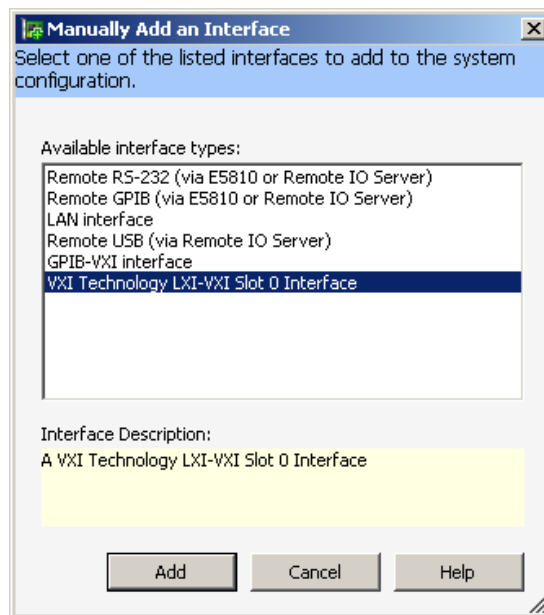 Manually Add an Interface
Select one of the listed interfaces to add to the system
configuration.
Available interface types:
Remote RS-232 (via E5810 or Remote IO Server)
Remote GPIB (via E5810 or Remote IO Server)
LAN interface
Remote USB (via Remote IO Server)
GPIB-VXI interface
VXI Technology LXI-VXI Slot 0 Interface
Interface Description:
A VXI Technology LXI-VXI Slot 0 Interface
Add Cancel Help